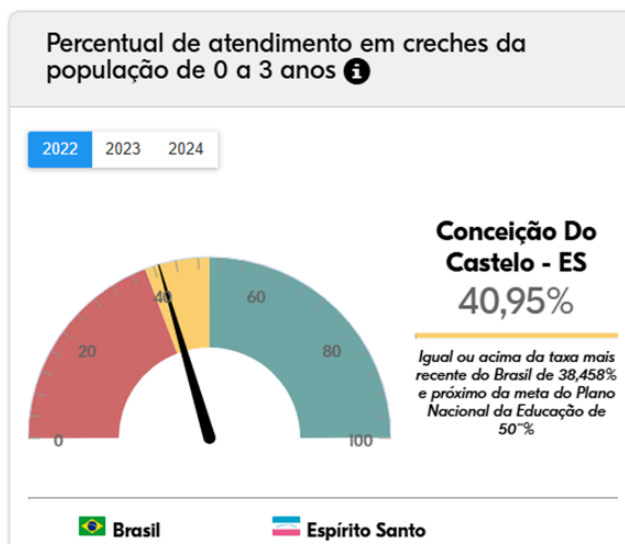 Percentual de atendimento em creches da
população de 0 a 3 anos i
2022 2023 2024
Conceição Do
Castelo - ES
40,95%
Igual ou acima da taxa mais
recente do Brasil de 38,458%
e próximo da meta do Plano
Nacional da Educação de
50¨%
0 20 40 60 80 100
Brasil Espírito Santo